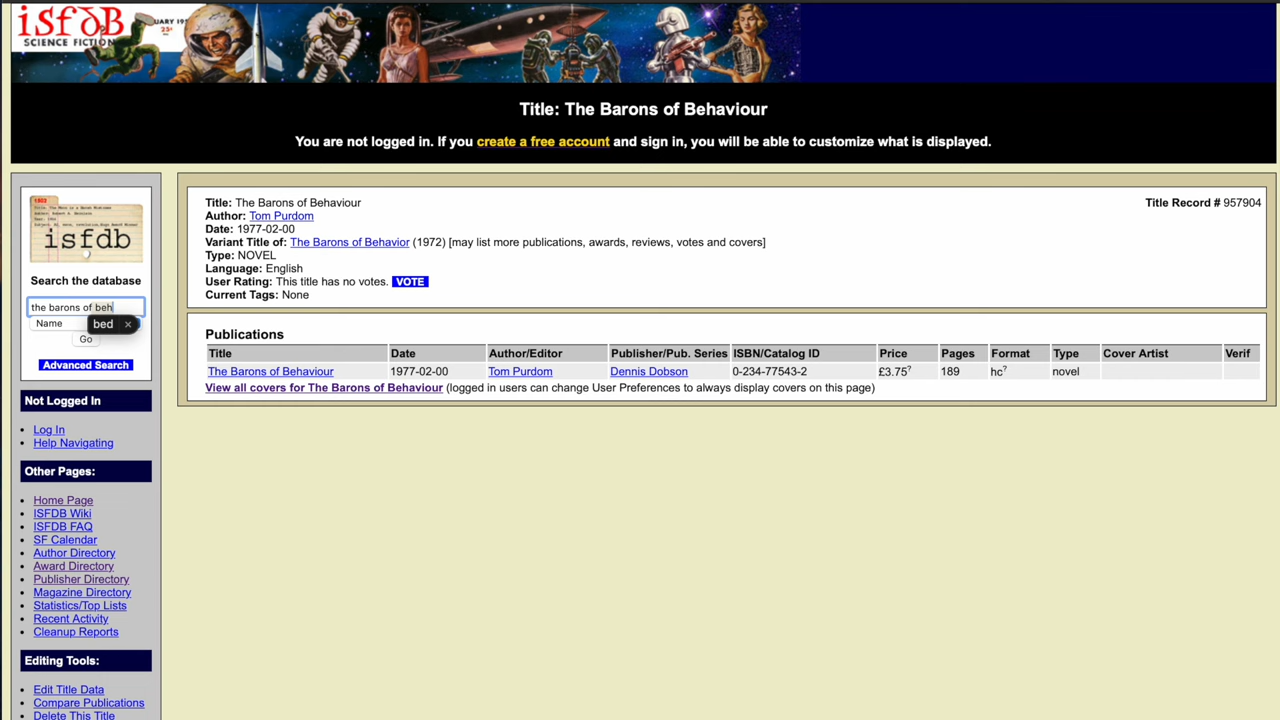 isfdb
UARY 195
25¢
SCIENCE FICTION
Title: The Barons of Behaviour
You are not logged in. If you create a free account and sign in, you will be able to customize what is displayed.
isfdb
Search the database
the barons of beh
Name
bed ×
Go
Advanced Search
Not Logged In
• Log In
• Help Navigating
Other Pages:
• Home Page
• ISFDB Wiki
• ISFDB FAQ
• SF Calendar
• Author Directory
• Award Directory
• Publisher Directory
• Magazine Directory
• Statistics/Top Lists
• Recent Activity
• Cleanup Reports
Editing Tools:
• Edit Title Data
• Compare Publications
• Delete This Title
Title: The Barons of Behaviour
Title Record # 957904
Author: Tom Purdom
Date: 1977-02-00
Variant Title of: The Barons of Behavior (1972) [may list more publications, awards, reviews, votes and covers]
Type: NOVEL
Language: English
User Rating: This title has no votes. VOTE
Current Tags: None
Publications
Title Date Author/Editor Publisher/Pub. Series ISBN/Catalog ID Price Pages Format Type Cover Artist Verif
The Barons of Behaviour 1977-02-00 Tom Purdom Dennis Dobson 0-234-77543-2 £3.75? 189 hc? novel
View all covers for The Barons of Behaviour (logged in users can change User Preferences to always display covers on this page)